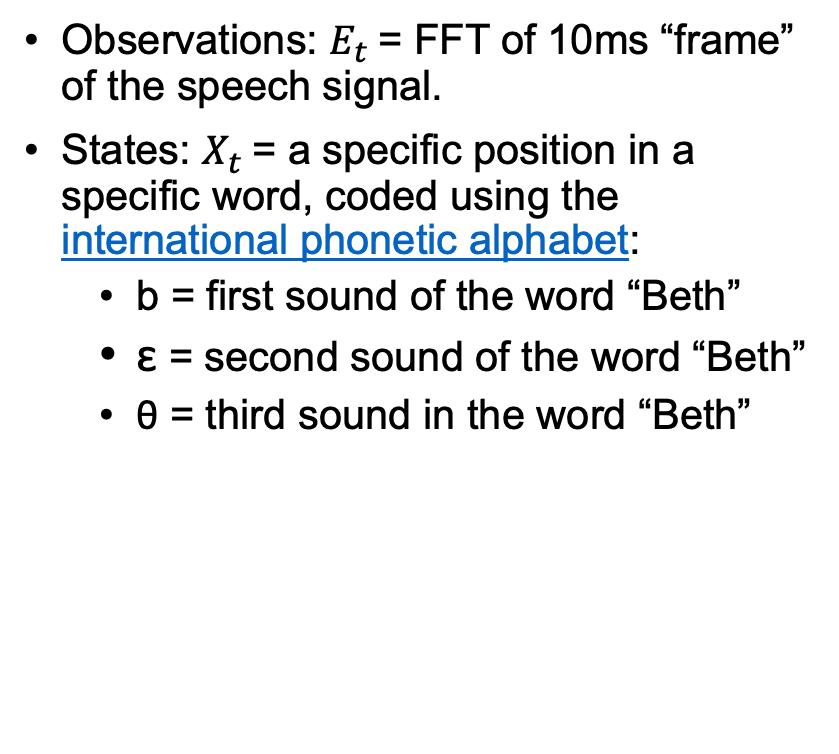 • Observations: 𝐸𝑡 = FFT of 10ms “frame”
of the speech signal.
• States: 𝑋𝑡 = a specific position in a
specific word, coded using the
international phonetic alphabet:
• b = first sound of the word “Beth”
• ɛ = second sound of the word “Beth”
• θ = third sound in the word “Beth”